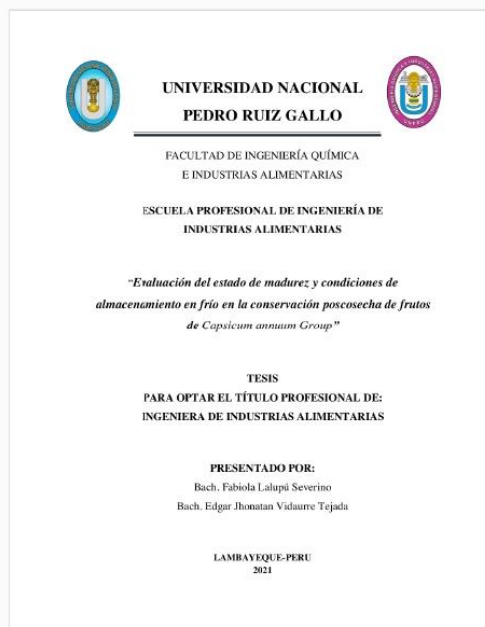 UNIVERSIDAD NACIONAL
PEDRO RUIZ GALLO
FACULTAD DE INGENIERÍA QUÍMICA
E INDUSTRIAS ALIMENTARIAS
ESCUELA PROFESIONAL DE INGENIERÍA DE
INDUSTRIAS ALIMENTARIAS
"Evaluación del estado de madurez y condiciones de
almacenamiento en frío en la conservación poscosecha de frutos
de Capsicum annuum Group"
TESIS
PARA OPTAR EL TÍTULO PROFESIONAL DE:
INGENIERA DE INDUSTRIAS ALIMENTARIAS
PRESENTADO POR:
Bach. Fabiola Lalupú Severino
Bach. Edgar Jhonatan Vidaurre Tejada
LAMBAYEQUE-PERU
2021